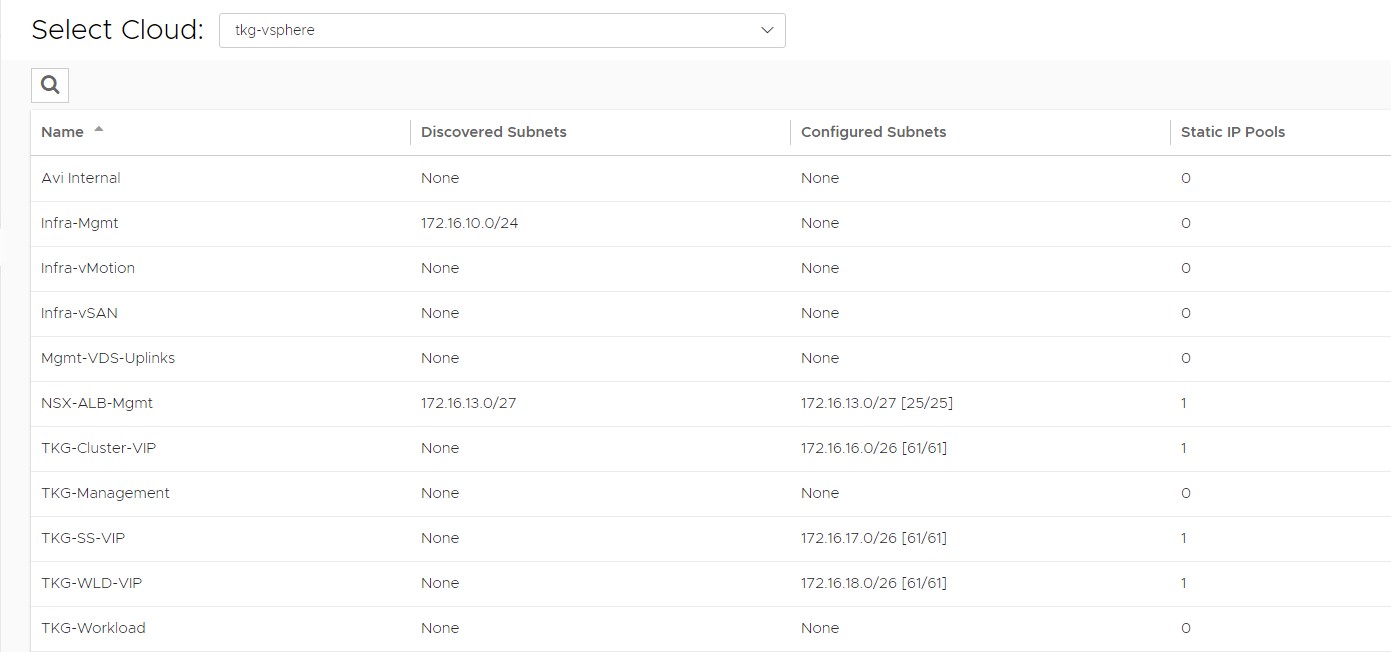 Select Cloud: tkg-vsphere
Name Discovered Subnets Configured Subnets Static IP Pools
Avi Internal None None 0
Infra-Mgmt 172.16.10.0/24 None 0
Infra-vMotion None None 0
Infra-vSAN None None 0
Mgmt-VDS-Uplinks None None 0
NSX-ALB-Mgmt 172.16.13.0/27 172.16.13.0/27 [25/25] 1
TKG-Cluster-VIP None 172.16.16.0/26 [61/61] 1
TKG-Management None None 0
TKG-SS-VIP None 172.16.17.0/26 [61/61] 1
TKG-WLD-VIP None 172.16.18.0/26 [61/61] 1
TKG-Workload None None 0